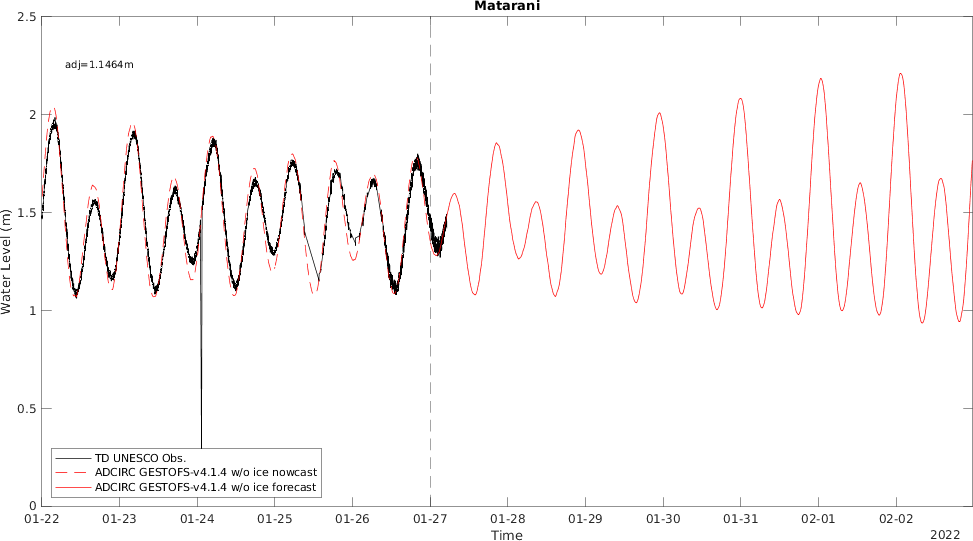 Matarani
2.5
adj=1.1464m
2
1.5
Water Level (m)
1
0.5
TD UNESCO Obs.
ADCIRC GESTOFS-v4.1.4 w/o ice nowcast
ADCIRC GESTOFS-v4.1.4 w/o ice forecast
0
01-22 01-23 01-24 01-25 01-26 01-27 01-28 01-29 01-30 01-31 02-01 02-02
Time
2022